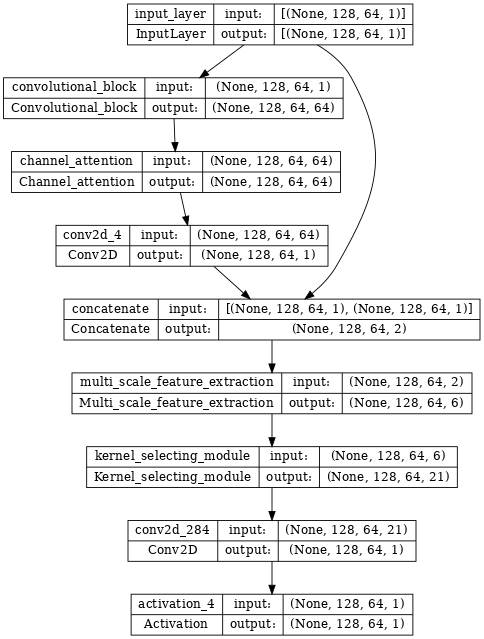 input_layer input: [(None, 128, 64, 1)]
InputLayer output: [(None, 128, 64, 1)]
convolutional_block input: (None, 128, 64, 1)
Convolutional_block output: (None, 128, 64, 64)
channel_attention input: (None, 128, 64, 64)
Channel_attention output: (None, 128, 64, 64)
conv2d_4 input: (None, 128, 64, 64)
Conv2D output: (None, 128, 64, 1)
concatenate input: [(None, 128, 64, 1), (None, 128, 64, 1)]
Concatenate output: (None, 128, 64, 2)
multi_scale_feature_extraction input: (None, 128, 64, 2)
Multi_scale_feature_extraction output: (None, 128, 64, 6)
kernel_selecting_module input: (None, 128, 64, 6)
Kernel_selecting_module output: (None, 128, 64, 21)
conv2d_284 input: (None, 128, 64, 21)
Conv2D output: (None, 128, 64, 1)
activation_4 input: (None, 128, 64, 1)
Activation output: (None, 128, 64, 1)